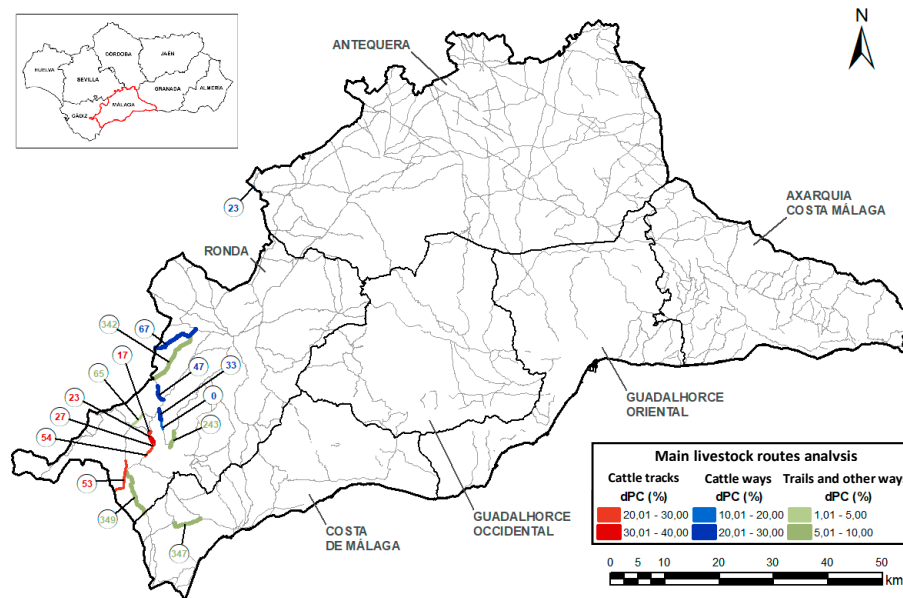 CÓRDOBA
JAÉN
HUELVA
SEVILLA
GRANADA
ALMERÍA
MÁLAGA
CÁDIZ
N
ANTEQUERA
AXARQUIA
COSTA MÁLAGA
23
RONDA
342
67
17
47
33
65
0
23
243
27
54
53
349
347
GUADALHORCE
ORIENTAL
GUADALHORCE
OCCIDENTAL
COSTA
DE MÁLAGA
Main livestock routes analvsis
Cattle tracks Cattle ways Trails and other way
dPC (%) dPC (%) dPC (%)
20,01 - 30,00 10,01 - 20,00 1,01 - 5,00
30,01 - 40,00 20,01 - 30,00 5,01 - 10,00
0 5 10 20 30 40 50
km